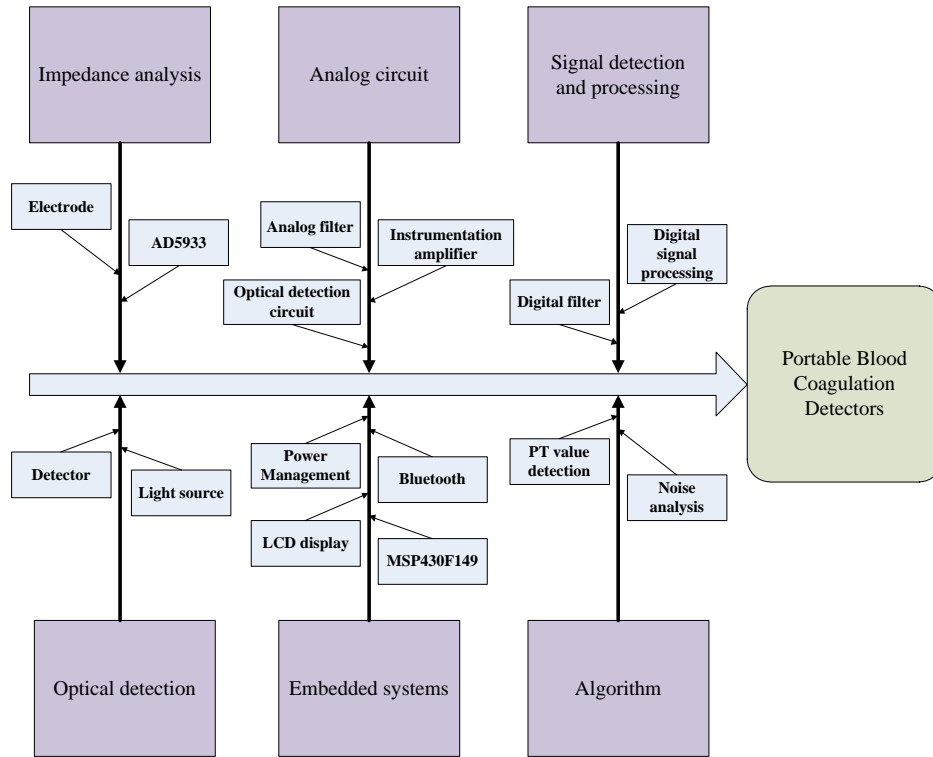 Impedance analysis
Analog circuit
Signal detection
and processing
Electrode
AD5933
Analog filter
Instrumentation
amplifier
Optical detection
circuit
Digital
signal
processing
Digital filter
Portable Blood
Coagulation
Detectors
Detector
Light source
Power
Management
Bluetooth
LCD display
MSP430F149
PT value
detection
Noise
analysis
Optical detection
Embedded systems
Algorithm